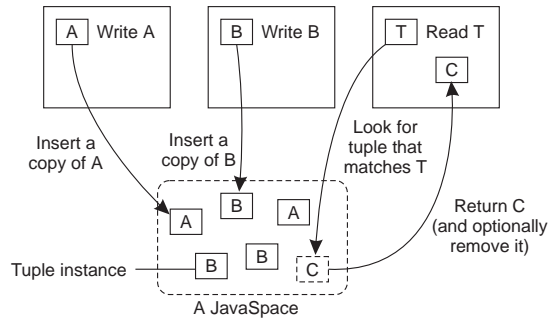 A Write A
B Write B
T Read T
C
Insert a
copy of A
Insert a
copy of B
Look for
tuple that
matches T
A
B
A
B
B
C
Return C
(and optionally
remove it)
Tuple instance
A JavaSpace